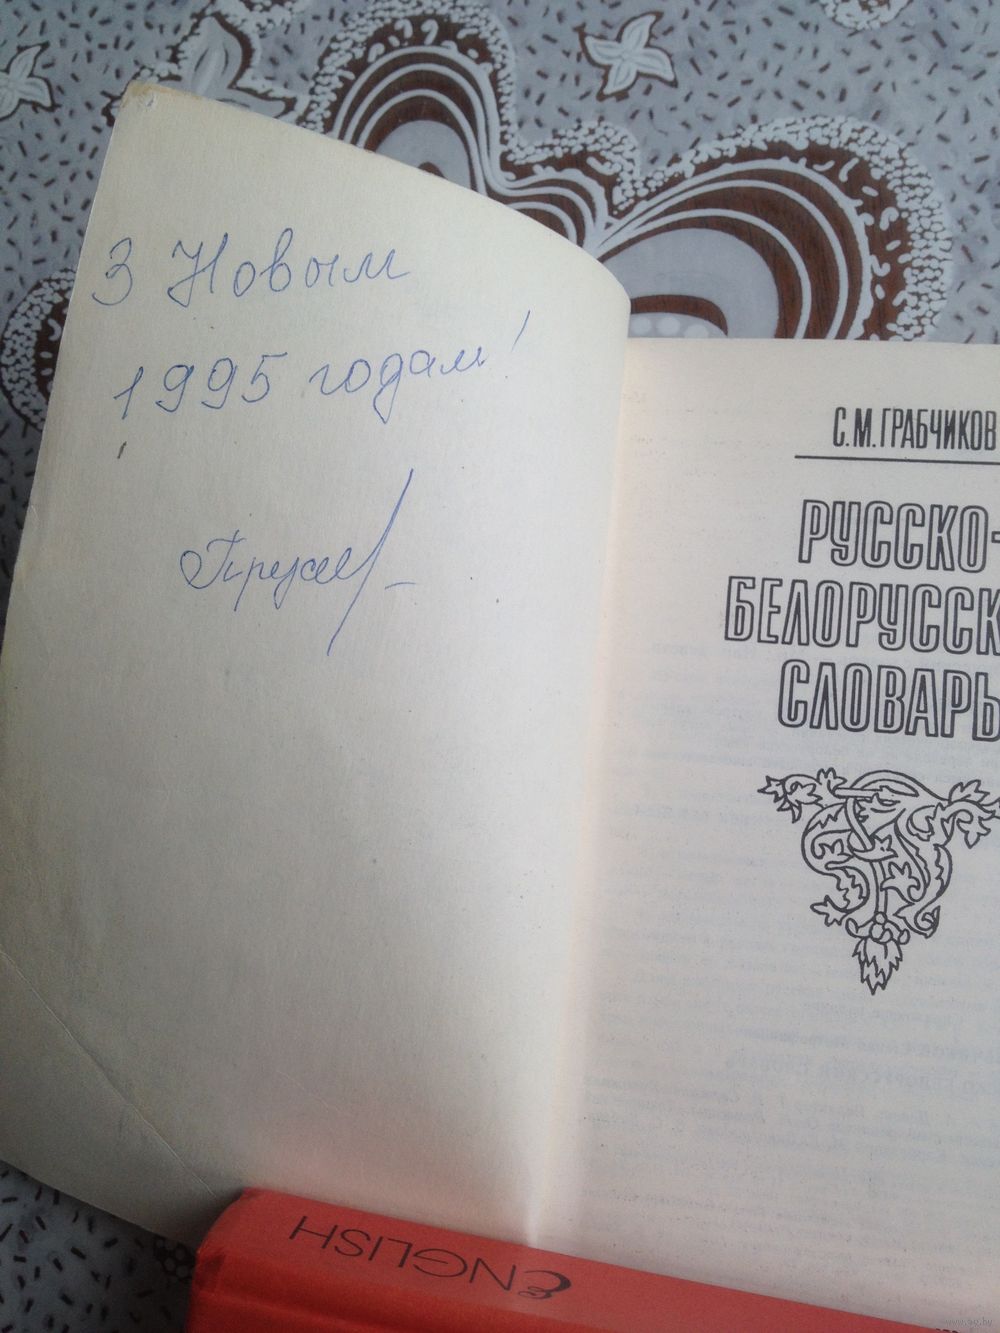 З Новым
1995 годам!
С.М.ГРАБЧИКОВ
РУССКО-
БЕЛОРУССК
СЛОВАРЬ
ENGLISH